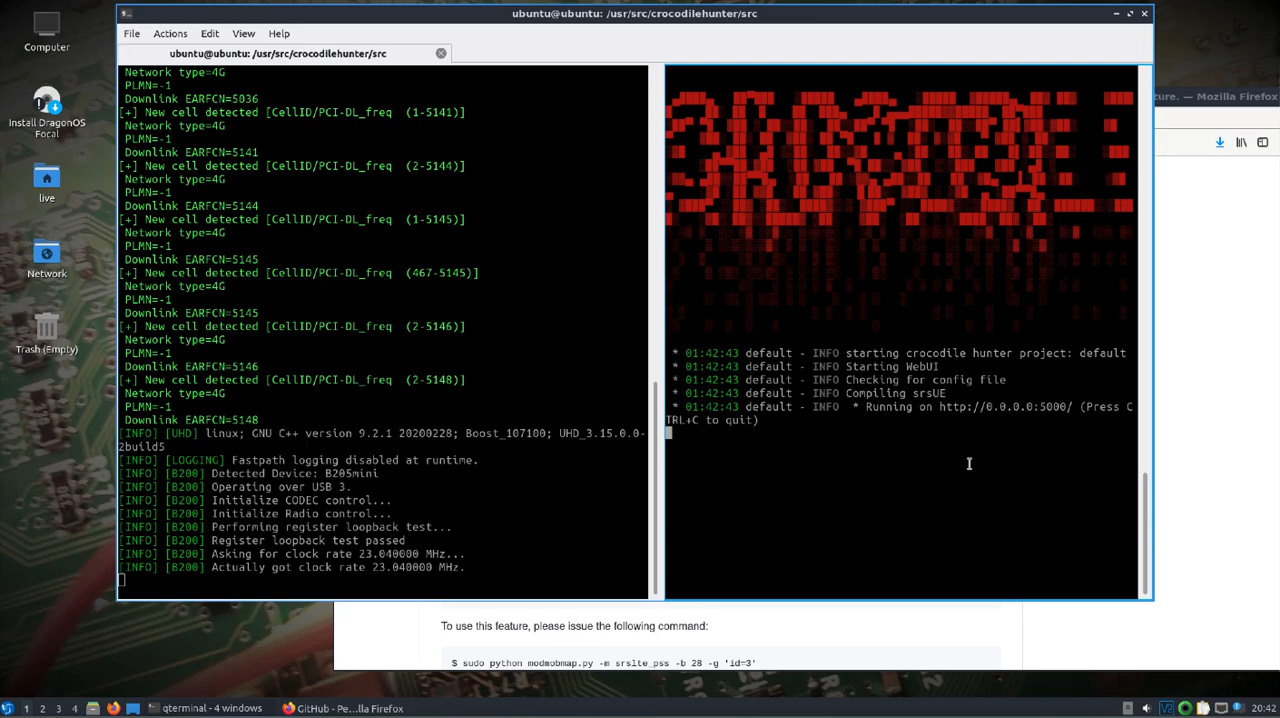 ubuntu@ubuntu: /usr/src/crocodilehunter/src
File Actions Edit View Help
ubuntu@ubuntu: /usr/src/crocodilehunter/src
Network type=4G
PLMN=-1
Downlink EARFCN=5036
[+] New cell detected [CellID/PCI-DL_freq (1-5141)]
Network type=4G
PLMN=-1
Downlink EARFCN=5141
[+] New cell detected [CellID/PCI-DL_freq (2-5144)]
Network type=4G
PLMN=-1
Downlink EARFCN=5144
[+] New cell detected [CellID/PCI-DL_freq (1-5145)]
Network type=4G
PLMN=-1
Downlink EARFCN=5145
[+] New cell detected [CellID/PCI-DL_freq (467-5145)]
Network type=4G
PLMN=-1
Downlink EARFCN=5145
[+] New cell detected [CellID/PCI-DL_freq (2-5146)]
Network type=4G
PLMN=-1
Downlink EARFCN=5146
[+] New cell detected [CellID/PCI-DL_freq (2-5148)]
Network type=4G
PLMN=-1
Downlink EARFCN=5148
[INFO] [UHD] linux; GNU C++ version 9.2.1 20200228; Boost_107100; UHD_3.15.0.0-
2build5
[INFO] [LOGGING] Fastpath logging disabled at runtime.
[INFO] [B200] Detected Device: B205mini
[INFO] [B200] Operating over USB 3.
[INFO] [B200] Initialize CODEC control...
[INFO] [B200] Initialize Radio control...
[INFO] [B200] Performing register loopback test...
[INFO] [B200] Register loopback test passed
[INFO] [B200] Asking for clock rate 23.040000 MHz...
[INFO] [B200] Actually got clock rate 23.040000 MHz.
* 01:42:43 default - INFO starting crocodile hunter project: default
* 01:42:43 default - INFO Starting WebUI
* 01:42:43 default - INFO Checking for config file
* 01:42:43 default - INFO Compiling srsUE
* 01:42:43 default - INFO * Running on http://0.0.0.0:5000/ (Press C
TRL+C to quit)
Computer
Install DragonOS
Focal
live
Network
Trash (Empty)
ture. — Mozilla Firefox
To use this feature, please issue the following command:
$ sudo python modmobmap.py -m srslte_pss -b 28 -g 'id=3'
1 2 3 4
qterminal - 4 windows
GitHub - Pe…lla Firefox
20:42